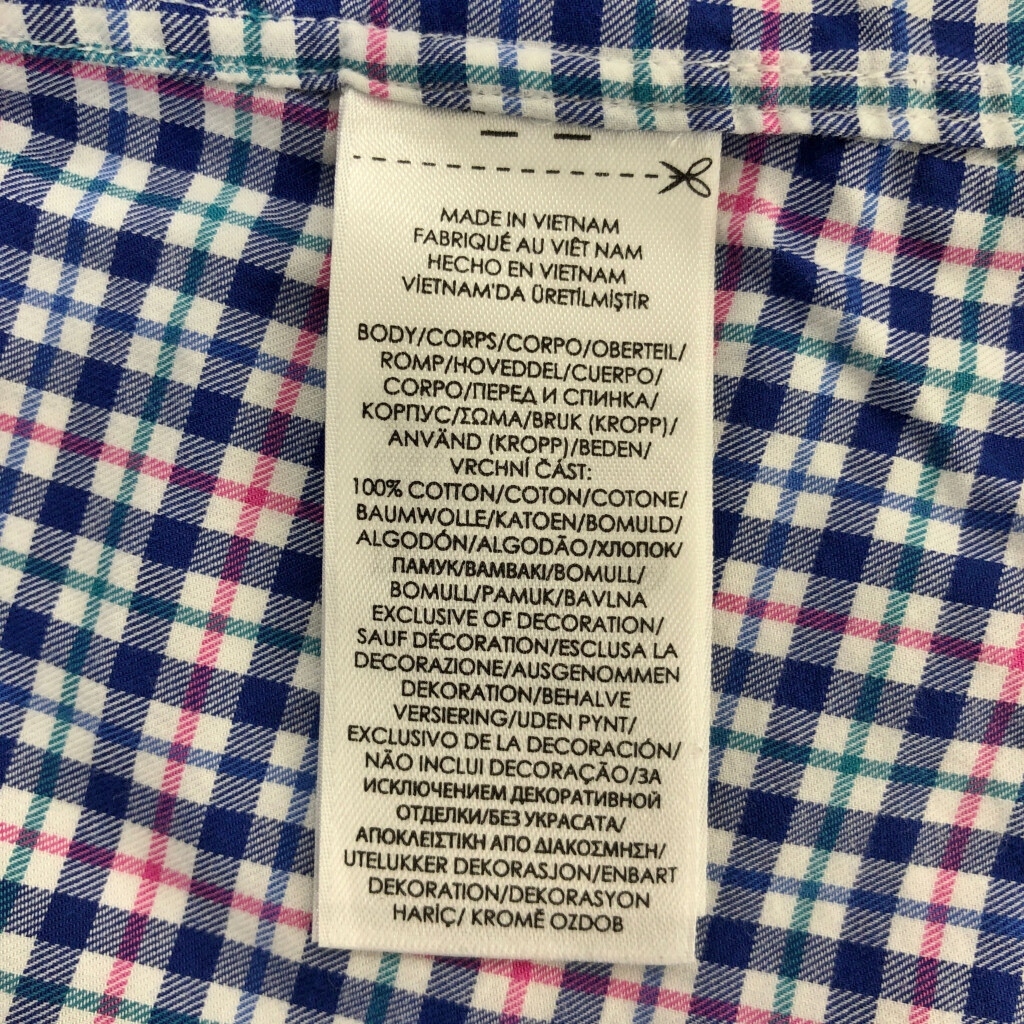 MADE IN VIETNAM
FABRIQUÉ AU VIÊT NAM
HECHO EN VIETNAM
VİETNAM'DA ÜRETİLMİŞTİR
BODY/CORPS/CORPO/OBERTEIL/
ROMP/HOVEDDEL/CUERPO/
CORPO/ПЕРЕД И СПИНКА/
КОРПУС/ΣΩΜΑ/BRUK (KROPP)/
ANVÄND (KROPP)/BEDEN/
VRCHNÍ ČÁST:
100% COTTON/COTON/COTONE/
BAUMWOLLE/KATOEN/BOMULD/
ALGODÓN/ALGODÃO/ХЛОПОК/
ПАМУК/ΒΑΜΒΑΚΙ/BOMULL/
BOMULL/PAMUK/BAVLNA
EXCLUSIVE OF DECORATION/
SAUF DÉCORATION/ESCLUSA LA
DECORAZIONE/AUSGENOMMEN
DEKORATION/BEHALVE
VERSIERING/UDEN PYNT/
EXCLUSIVO DE LA DECORACIÓN/
NÃO INCLUI DECORAÇÃO/ЗА
ИСКЛЮЧЕНИЕМ ДЕКОРАТИВНОЙ
ОТДЕЛКИ/БЕЗ УКРАСАТА/
ΑΠΟΚΛΕΙΣΤΙΚΗ ΑΠΟ ΔΙΑΚΟΣΜΗΣΗ/
UTELUKKER DEKORASJON/ENBART
DEKORATION/DEKORASYON
HARİÇ/ KROMĚ OZDOB